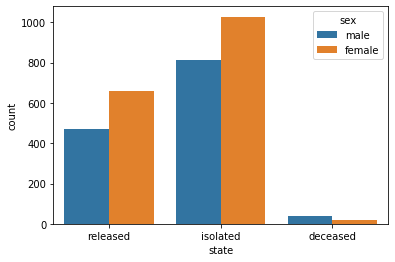 sex
male
female
1000
800
600
400
200
0
count
released
isolated
deceased
state